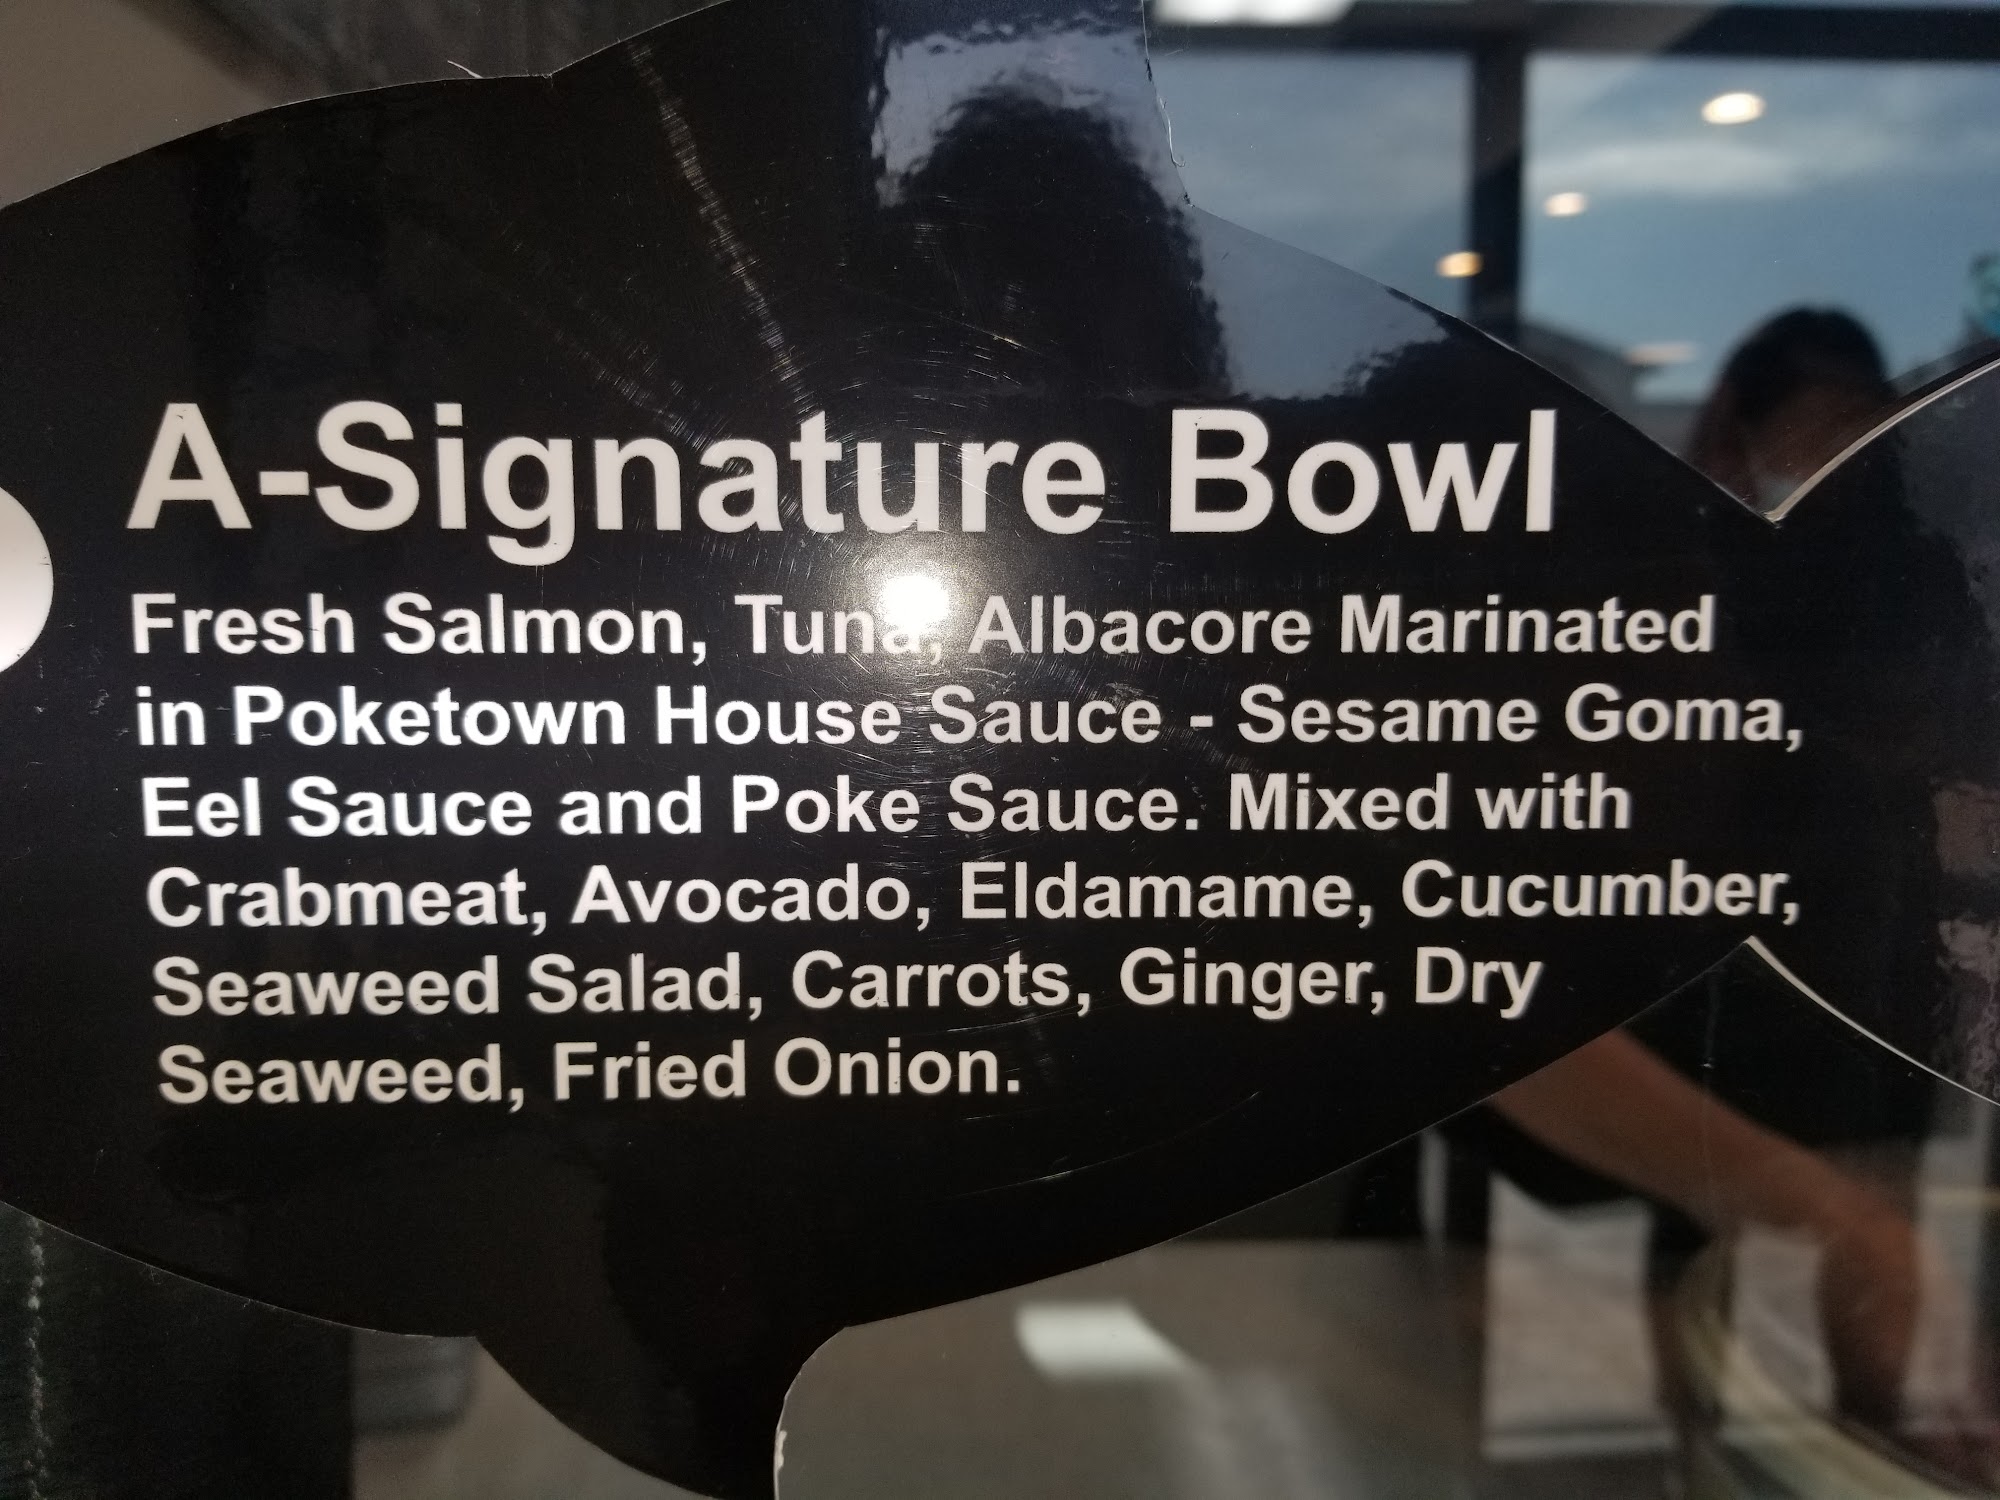 A-Signature Bowl
Fresh Salmon, Tuna, Albacore Marinated
in Poketown House Sauce - Sesame Goma,
Eel Sauce and Poke Sauce. Mixed with
Crabmeat, Avocado, Eldamame, Cucumber,
Seaweed Salad, Carrots, Ginger, Dry
Seaweed, Fried Onion.